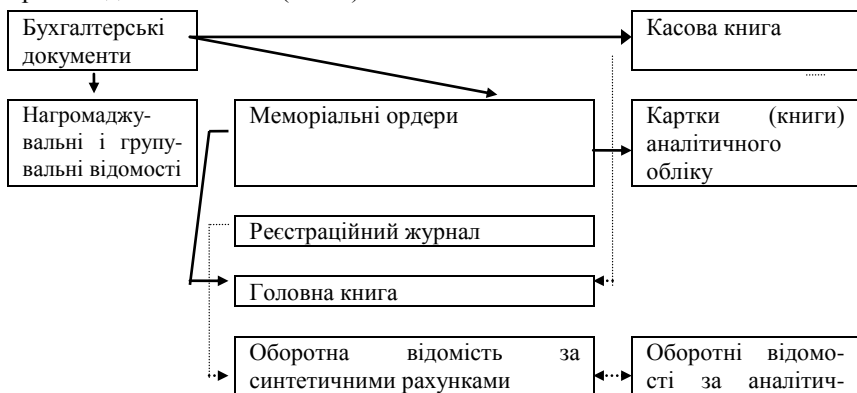 Бухгалтерські
документи
Касова книга
Нагромаджу-
вальні і групу-
вальні відомості
Меморіальні ордери
Картки (книги)
аналітичного
обліку
Реєстраційний журнал
Головна книга
Оборотна відомість за
синтетичними рахунками
Оборотні відомо-
сті за аналітич-